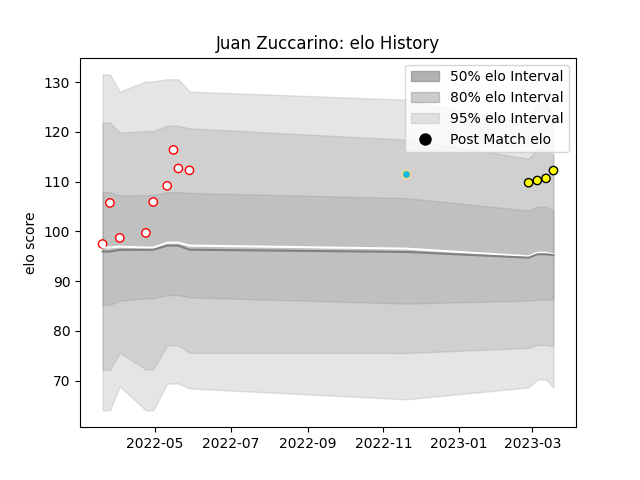 Juan Zuccarino: elo History
50% elo Interval
80% elo Interval
95% elo Interval
Post Match elo
elo score
130
120
110
100
90
80
70
2022-05
2022-07
2022-09
2022-11
2023-01
2023-03